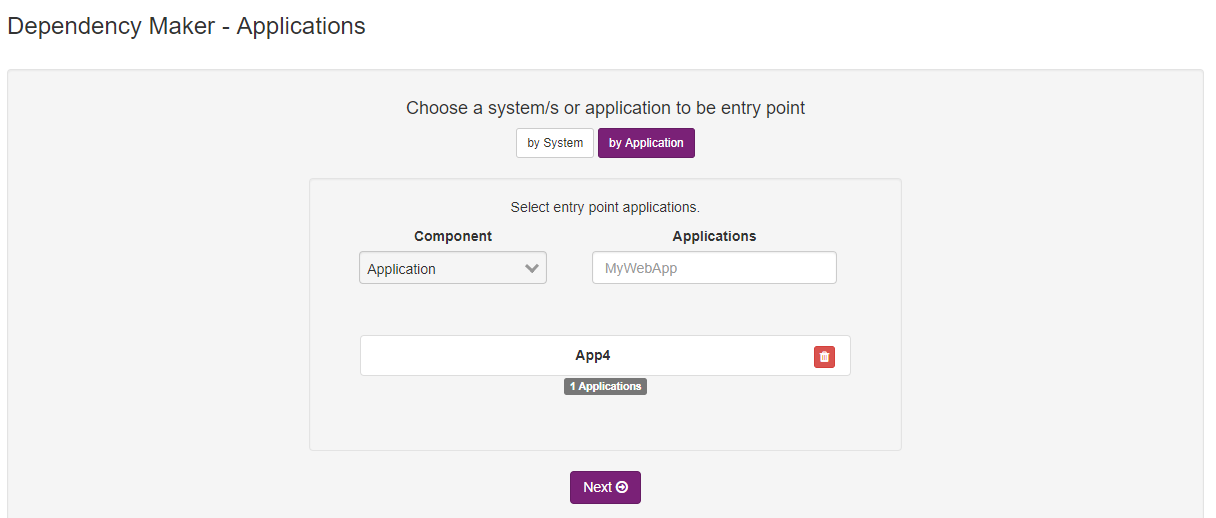 Dependency Maker - Applications
Choose a system/s or application to be entry point
by System by Application
Select entry point applications.
Component Applications
Application MyWebApp
App4
1 Applications
Next